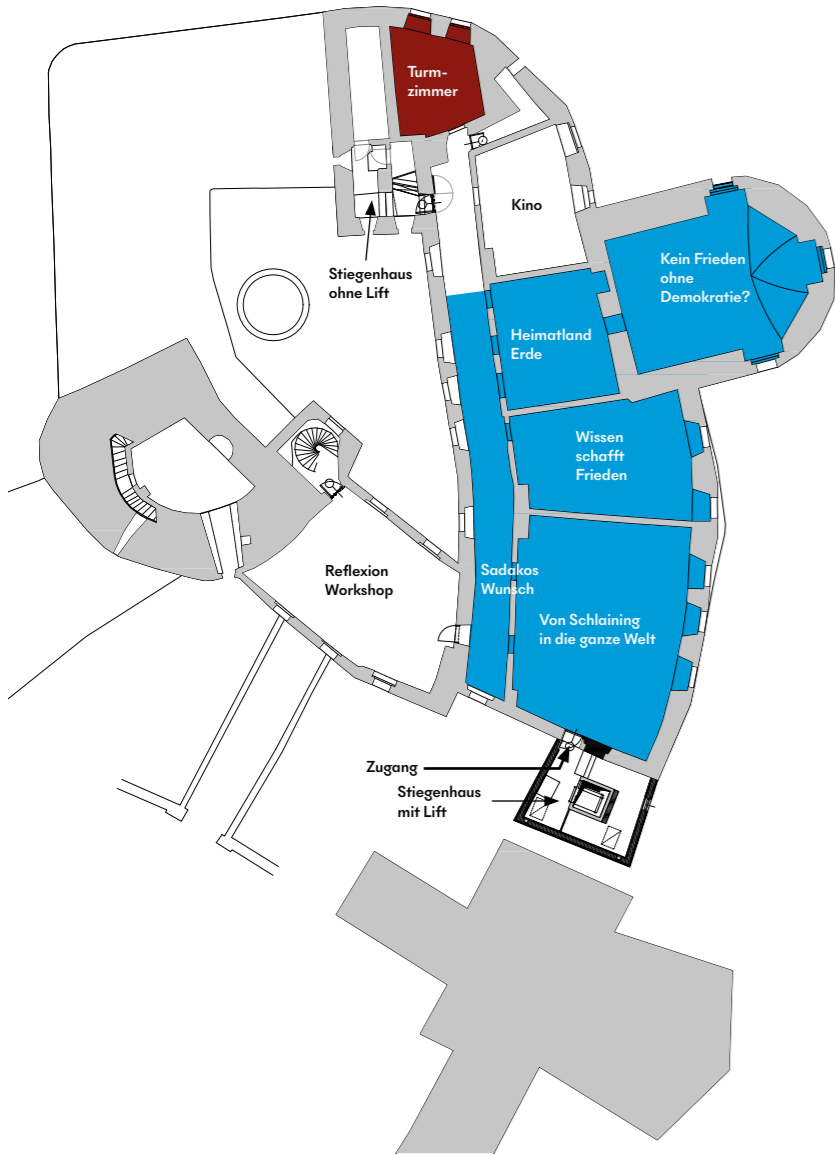 Turm-
zimmer
Kino
Kein Frieden
ohne
Demokratie?
Stiegenhaus
ohne Lift
Heimatland
Erde
Wissen
schafft
Frieden
Reflexion
Workshop
Sadakos
Wunsch
Von Schlaining
in die ganze Welt
Zugang
Stiegenhaus
mit Lift